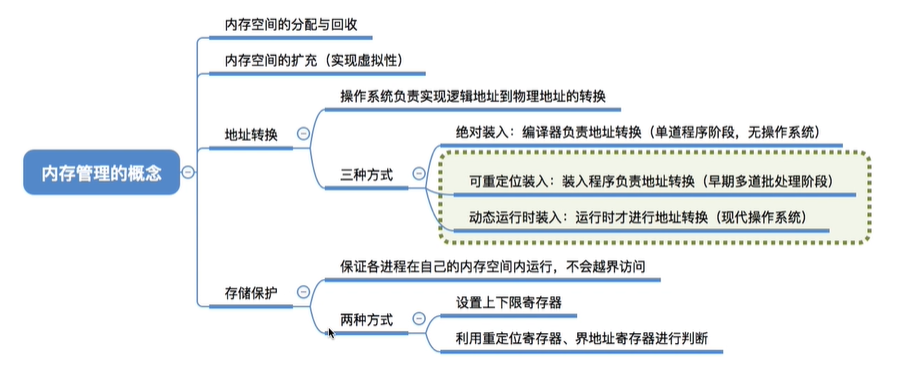 内存管理的概念
内存空间的分配与回收
内存空间的扩充（实现虚拟性）
地址转换
操作系统负责实现逻辑地址到物理地址的转换
三种方式
绝对装入：编译器负责地址转换（单道程序阶段，无操作系统）
可重定位装入：装入程序负责地址转换（早期多道批处理阶段）
动态运行时装入：运行时才进行地址转换（现代操作系统）
存储保护
保证各进程在自己的内存空间内运行，不会越界访问
两种方式
设置上下限寄存器
利用重定位寄存器、界地址寄存器进行判断